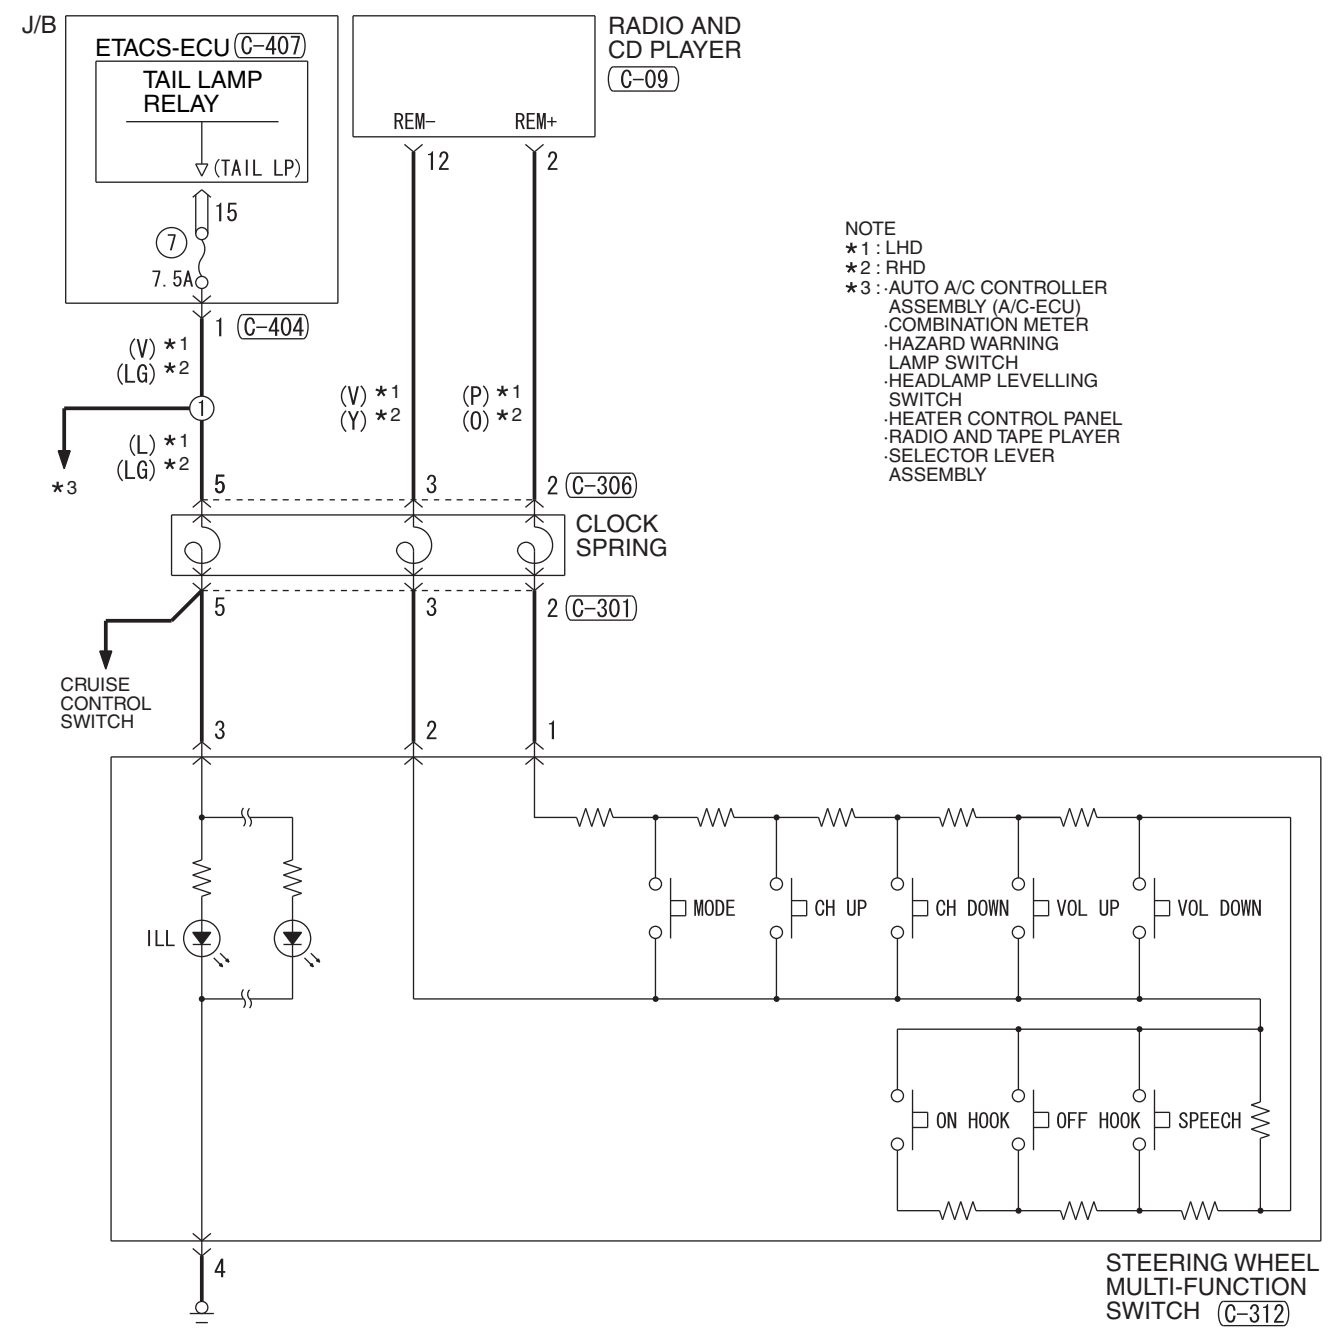 J/B
ETACS-ECU C-407
TAIL LAMP
RELAY
(TAIL LP)
15
7
7.5A
1 C-404
RADIO AND
CD PLAYER
C-09
REM- REM+
12 2
NOTE
*1 : LHD
*2 : RHD
*3 : ·AUTO A/C CONTROLLER
ASSEMBLY (A/C-ECU)
·COMBINATION METER
·HAZARD WARNING
LAMP SWITCH
·HEADLAMP LEVELLING
SWITCH
·HEATER CONTROL PANEL
·RADIO AND TAPE PLAYER
·SELECTOR LEVER
ASSEMBLY
(V) *1
(LG) *2
1
(L) *1
(LG) *2
*3
(V) *1
(Y) *2
(P) *1
(O) *2
5 3 2 C-306
CLOCK
SPRING
5 3 2 C-301
CRUISE
CONTROL
SWITCH
3 2 1
ILL
MODE CH UP CH DOWN VOL UP VOL DOWN
ON HOOK OFF HOOK SPEECH
4
STEERING WHEEL
MULTI-FUNCTION
SWITCH C-312